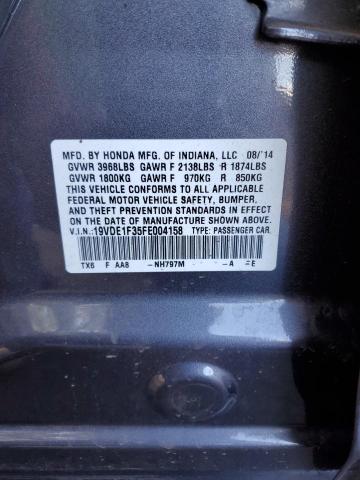 MFD. BY HONDA MFG. OF INDIANA, LLC 08/'14
GVWR 3968LBS GAWR F 2138LBS R 1874LBS
GVWR 1800KG GAWR F 970KG R 850KG
THIS VEHICLE CONFORMS TO ALL APPLICABLE
FEDERAL MOTOR VEHICLE SAFETY, BUMPER,
AND THEFT PREVENTION STANDARDS IN EFFECT
ON THE DATE OF MANUFACTURE SHOWN ABOVE.
V.I.N.:19VDE1F35FE004158 TYPE: PASSENGER CAR.
TX6 F AA8 -NH797M -A